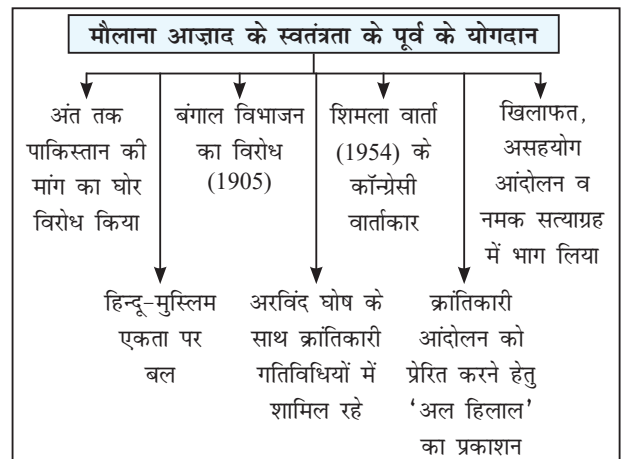 मौलाना आज़ाद के स्वतंत्रता के पूर्व के योगदान
अंत तक
पाकिस्तान की
मांग का घोर
विरोध किया
बंगाल विभाजन
का विरोध
(1905)
शिमला वार्ता
(1954) के
कॉन्ग्रेसी
वार्ताकार
खिलाफत,
असहयोग
आंदोलन व
नमक सत्याग्रह
में भाग लिया
हिन्दू-मुस्लिम
एकता पर
बल
अरविंद घोष के
साथ क्रांतिकारी
गतिविधियों में
शामिल रहे
क्रांतिकारी
आंदोलन को
प्रेरित करने हेतु
‘अल हिलाल’
का प्रकाशन